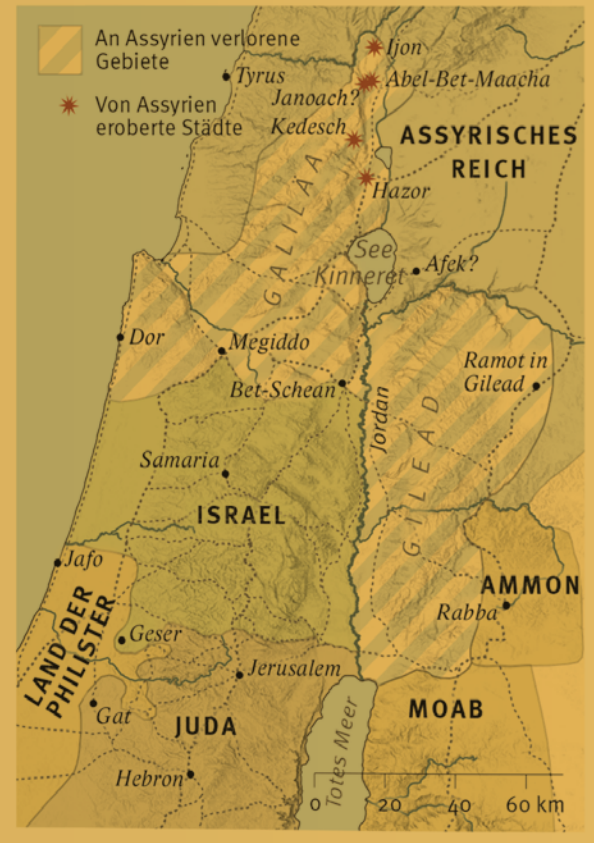 An Assyrien verlorene
Gebiete
Von Assyrien
eroberte Städte
Ijon
Tyrus
Abel-Bet-Maacha
Janoach?
Kedesch
ASSYRISCHES
REICH
Hazor
GALILÄA
See
Kinneret
Afek?
Dor
Megiddo
Ramot in
Gilead
Bet-Schean
Jordan
GILEAD
Samaria
ISRAEL
Jafo
AMMON
Rabba
LAND DER
PHILISTER
Geser
Jerusalem
Gat
JUDA
MOAB
Totes Meer
Hebron
0 20 40 60 km